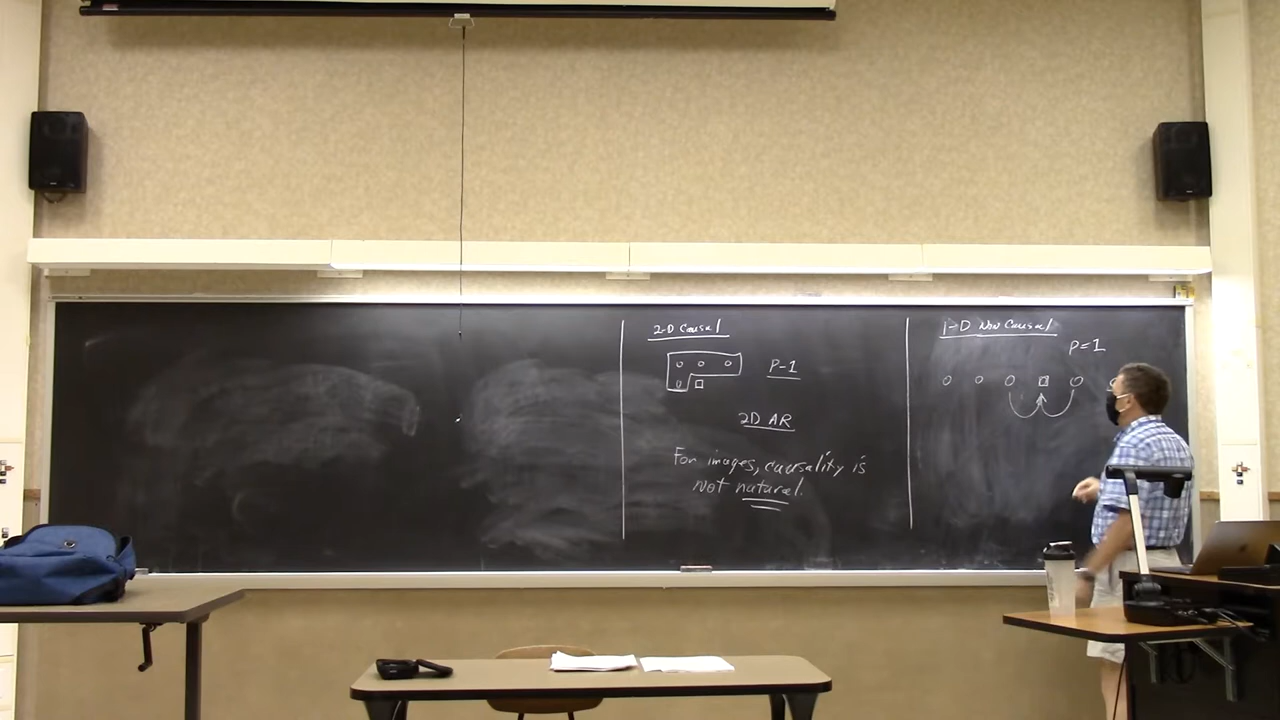 2-D Causal
P-1
2D AR
For images, causality is
not natural.
1-D Non Causal
P=1